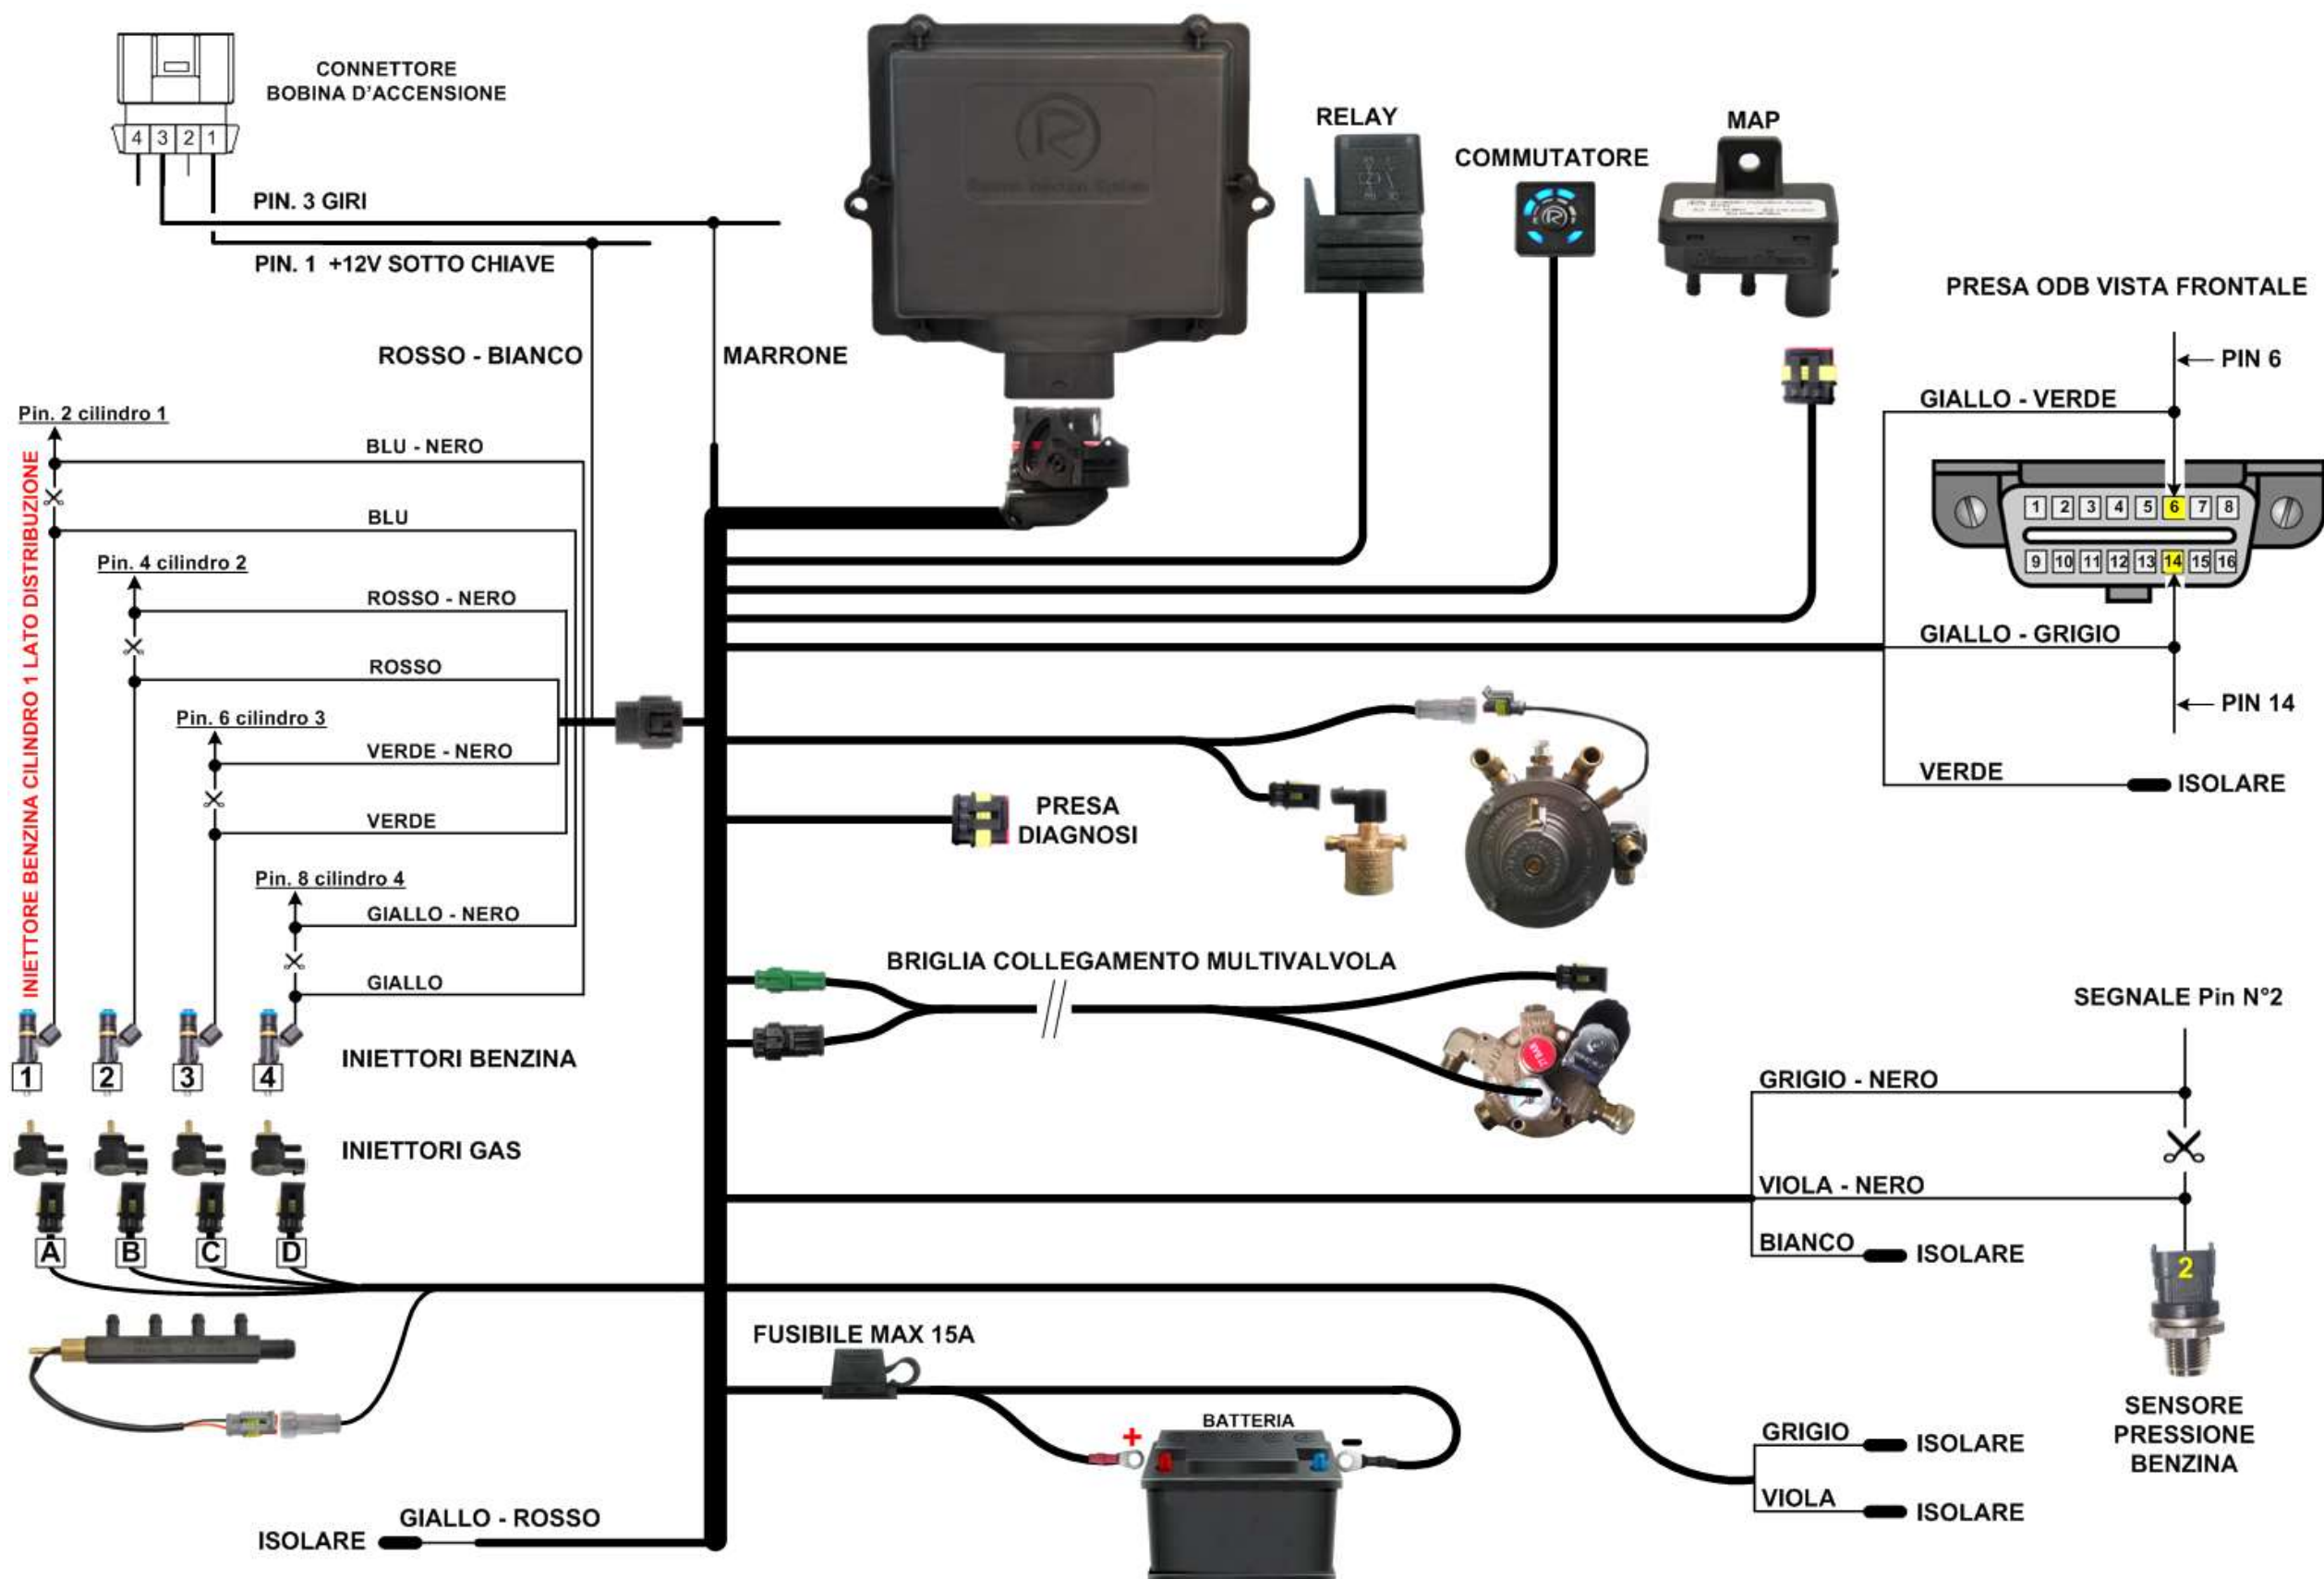 CONNETTORE
BOBINA D'ACCENSIONE
4 3 2 1
PIN. 3 GIRI
PIN. 1 +12V SOTTO CHIAVE
ROSSO - BIANCO
MARRONE
RELAY
COMMUTATORE
MAP
PRESA ODB VISTA FRONTALE
PIN 6
GIALLO - VERDE
1 2 3 4 5 6 7 8
9 10 11 12 13 14 15 16
GIALLO - GRIGIO
PIN 14
VERDE
ISOLARE
INIETTORE BENZINA CILINDRO 1 LATO DISTRIBUZIONE
Pin. 2 cilindro 1
BLU - NERO
BLU
Pin. 4 cilindro 2
ROSSO - NERO
ROSSO
Pin. 6 cilindro 3
VERDE - NERO
VERDE
Pin. 8 cilindro 4
GIALLO - NERO
GIALLO
1 2 3 4
INIETTORI BENZINA
INIETTORI GAS
A B C D
PRESA
DIAGNOSI
BRIGLIA COLLEGAMENTO MULTIVALVOLA
SEGNALE Pin N°2
GRIGIO - NERO
VIOLA - NERO
BIANCO
ISOLARE
2
SENSORE
PRESSIONE
BENZINA
FUSIBILE MAX 15A
BATTERIA
+ -
GRIGIO
ISOLARE
VIOLA
ISOLARE
GIALLO - ROSSO
ISOLARE